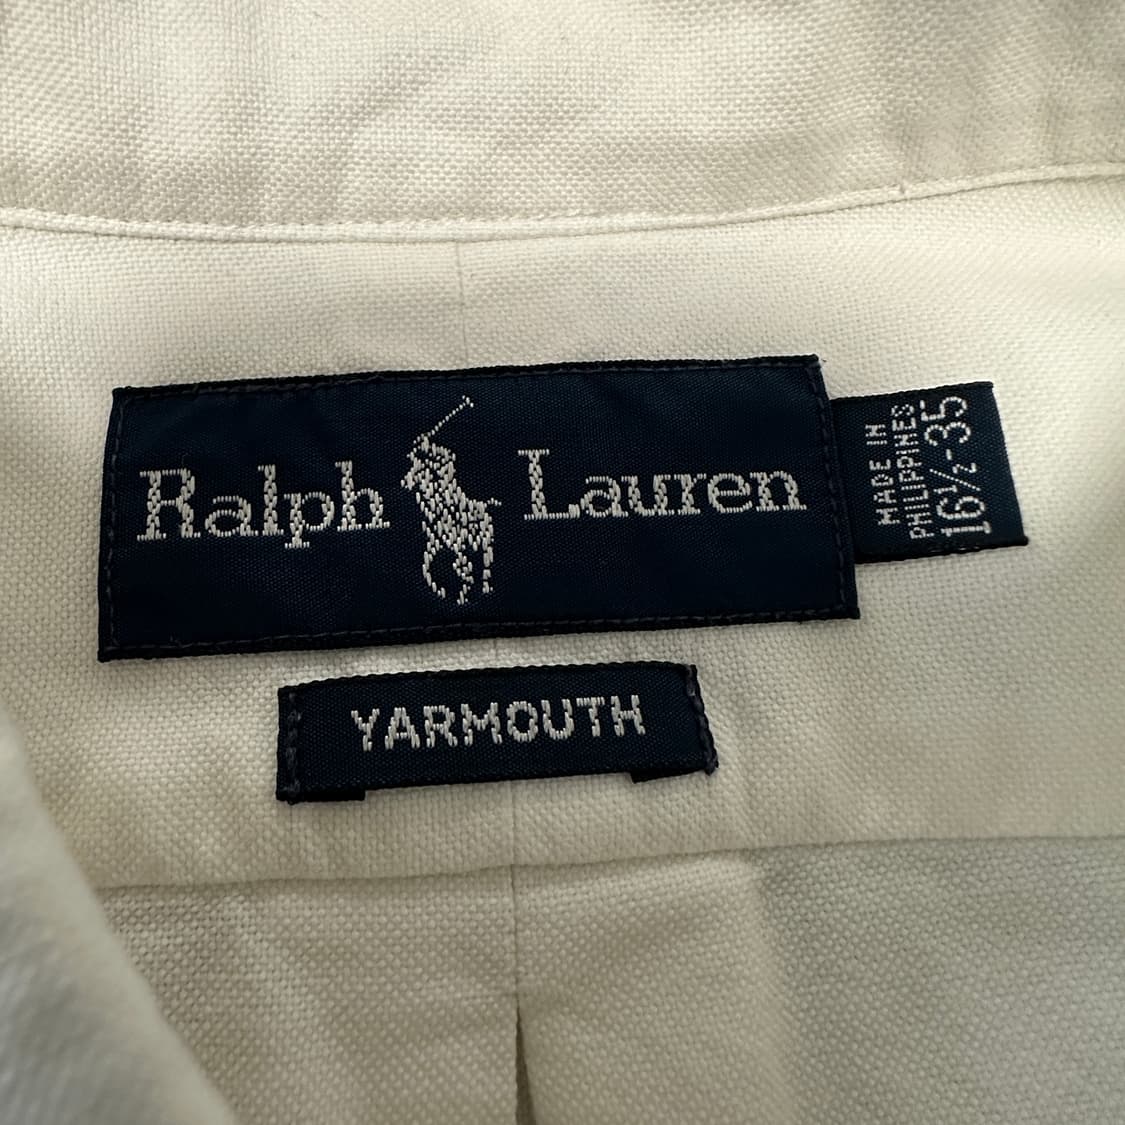 Ralph Lauren
MADE IN
PHILIPPINES
16½-35
YARMOUTH